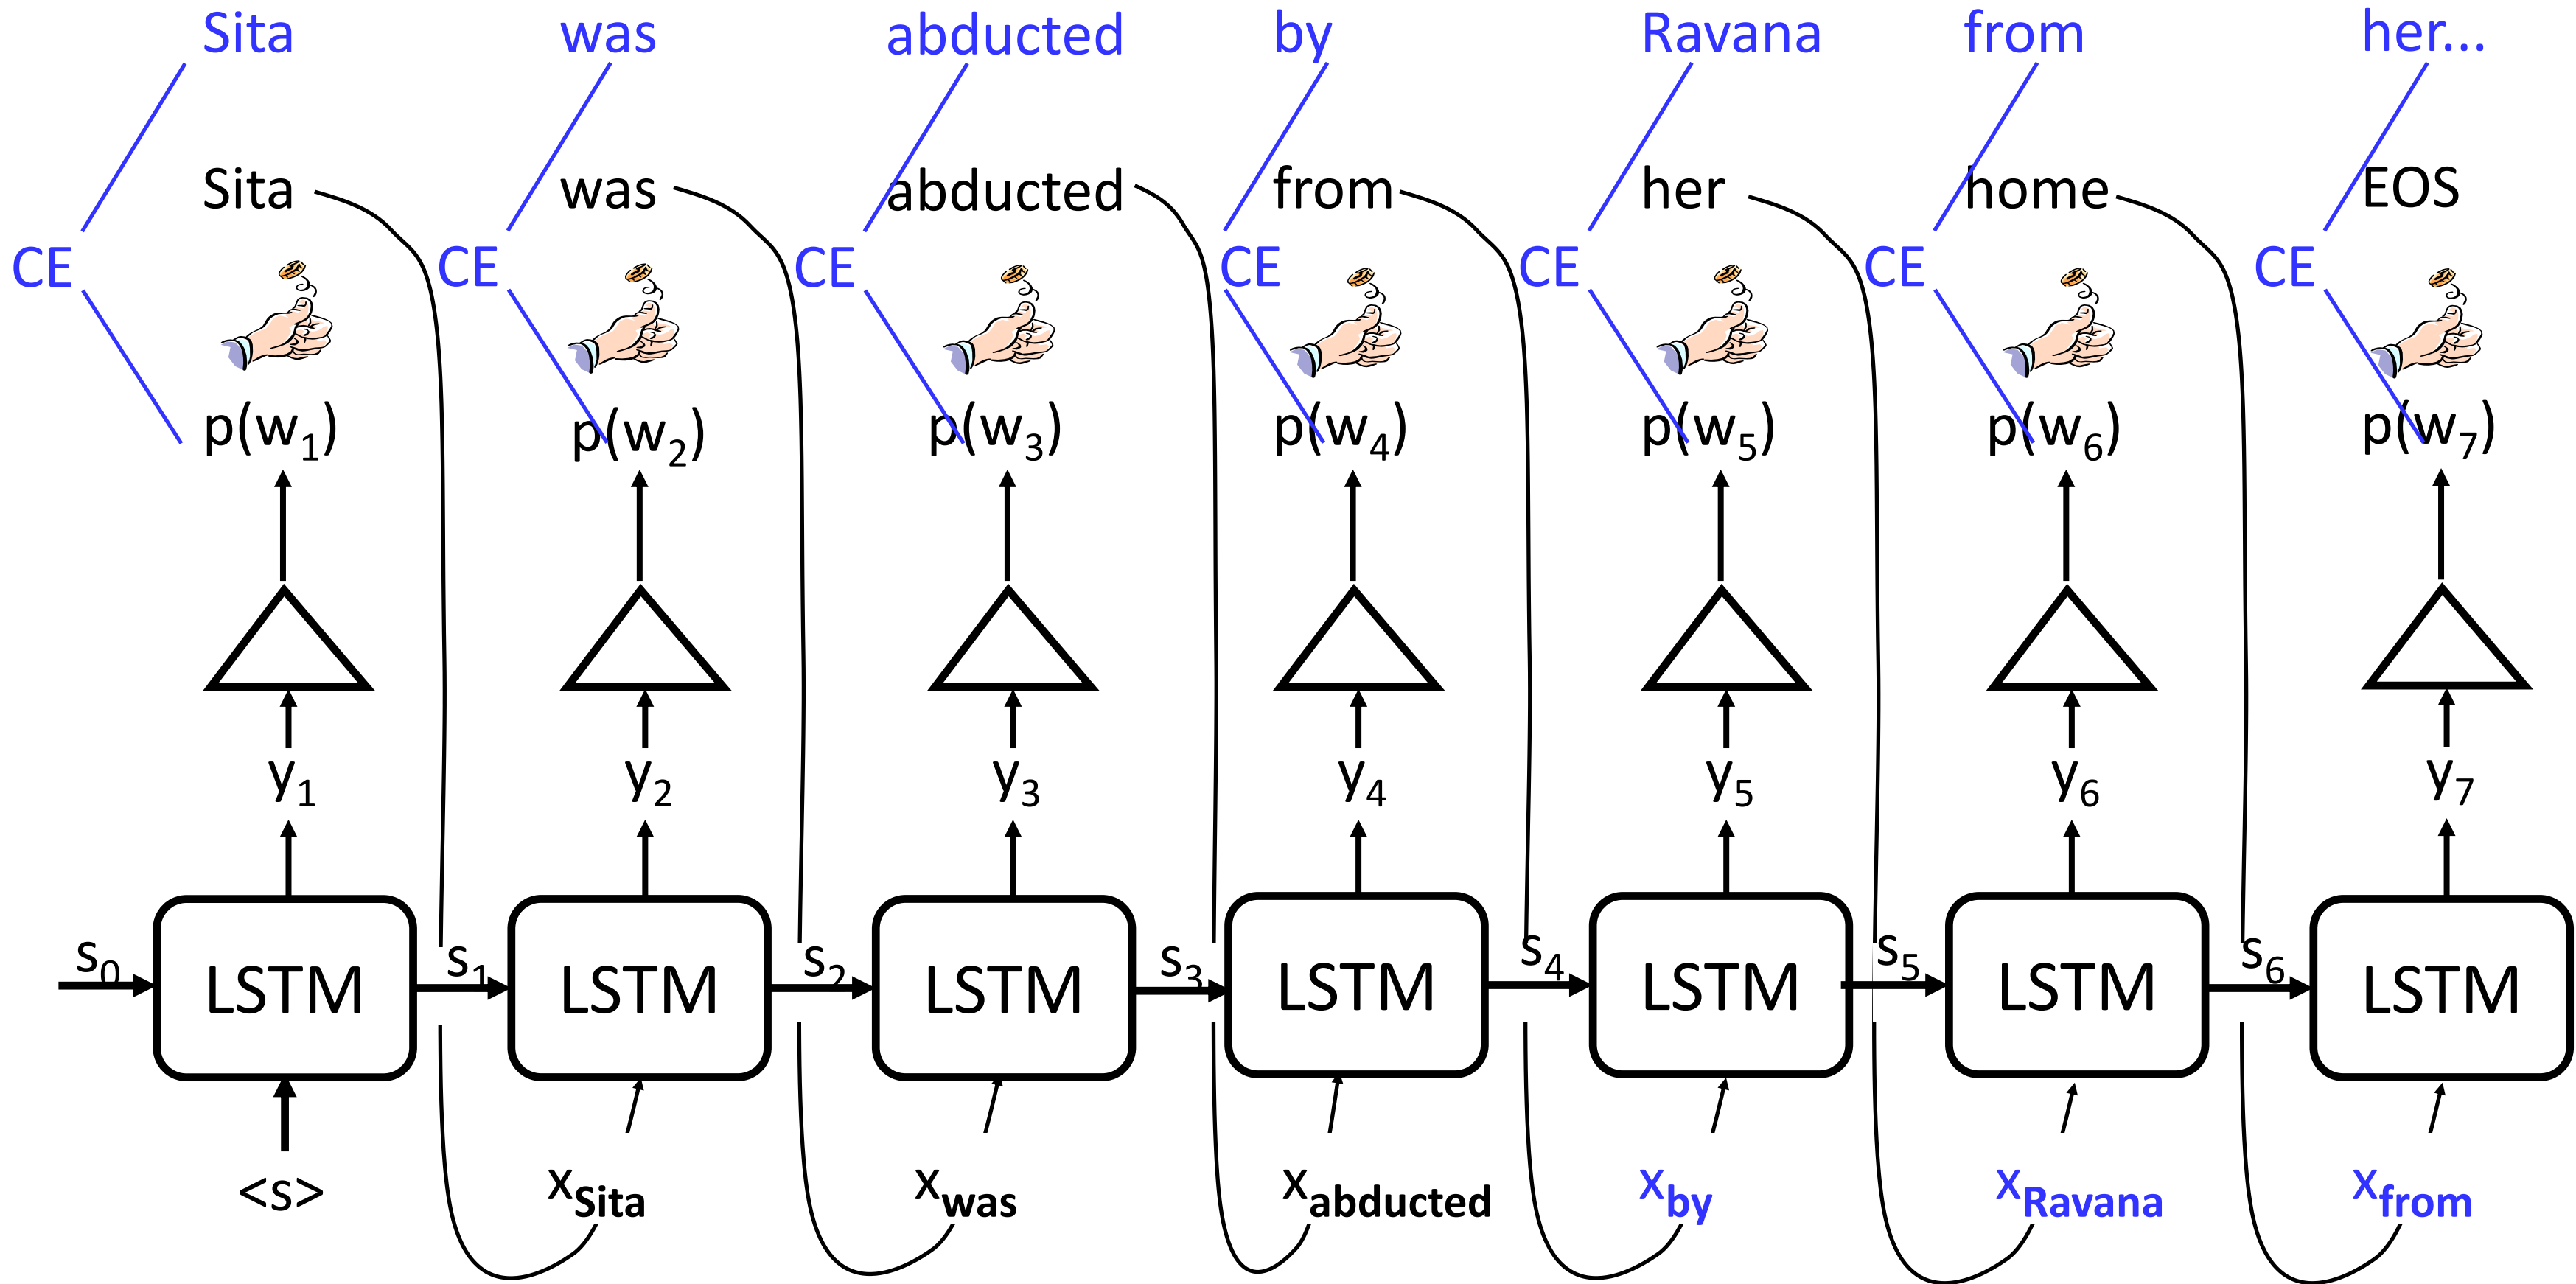 Sita was abducted by Ravana from her...
Sita was abducted from her home EOS
CE CE CE CE CE CE CE
p(w1) p(w2) p(w3) p(w4) p(w5) p(w6) p(w7)
y1 y2 y3 y4 y5 y6 y7
s0 s1 s2 s3 s4 s5 s6
LSTM LSTM LSTM LSTM LSTM LSTM LSTM
<s> xSita xwas xabducted xby xRavana xfrom